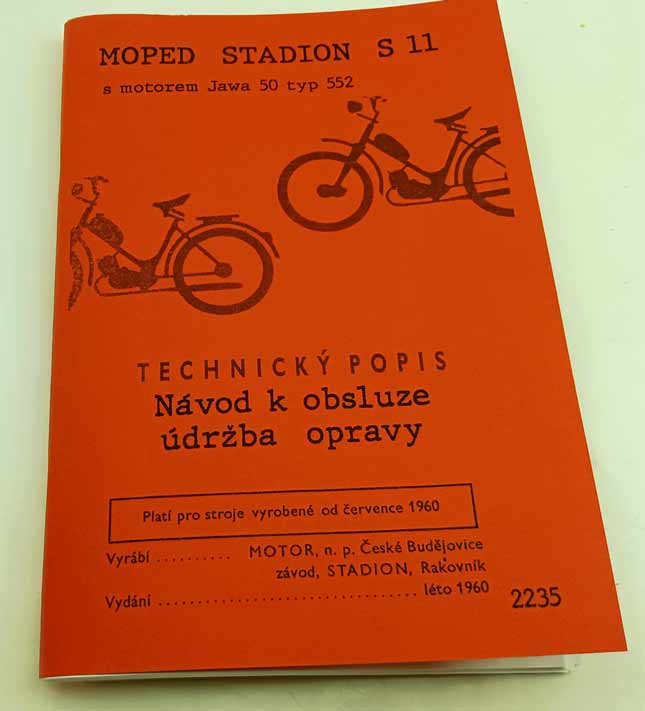 MOPED STADION S 11
s motorem Jawa 50 typ 552
TECHNICKÝ POPIS
Návod k obsluze
údržba opravy
Platí pro stroje vyrobené od července 1960
Vyrábí .......... MOTOR, n. p. České Budějovice
závod, STADION, Rakovník
Vydání ................................. léto 1960
2235